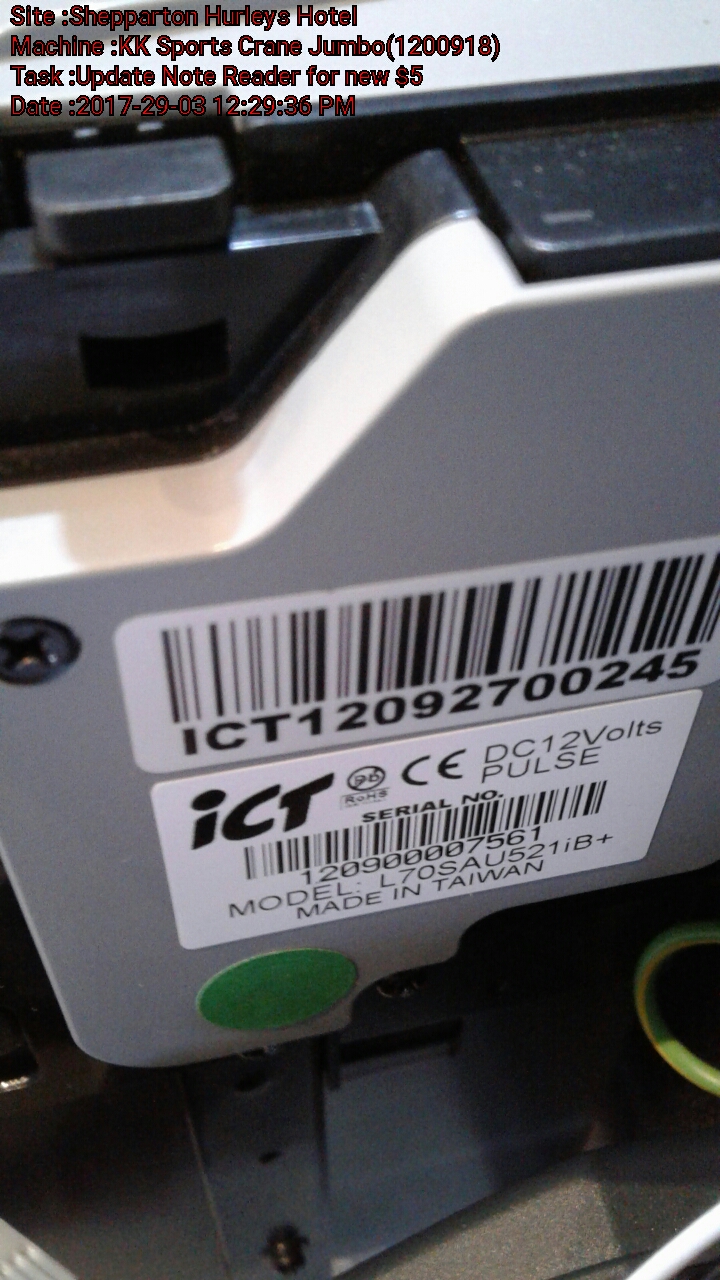 Site :Shepparton Hurleys Hotel
Machine :KK Sports Crane Jumbo(1200918)
Task :Update Note Reader for new $5
Date :2017-29-03 12:29:36 PM
ICT12092700245
iCT Pb RoHS CE DC12Volts
PULSE
SERIAL NO.
120900007561
MODEL: L70SAU521iB+
MADE IN TAIWAN